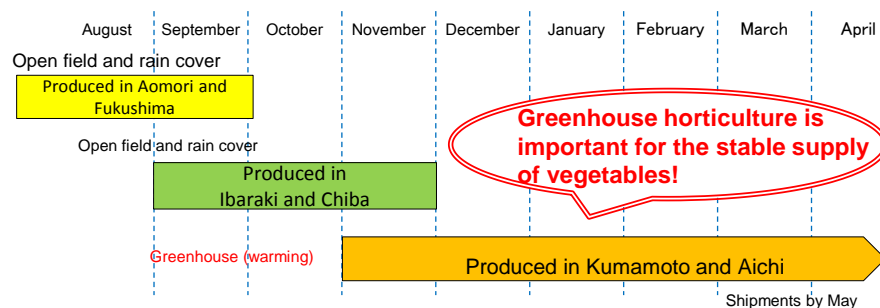 August September October November December January February March April
Open field and rain cover
Produced in Aomori and
Fukushima
Greenhouse horticulture is
important for the stable supply
of vegetables!
Open field and rain cover
Produced in
Ibaraki and Chiba
Greenhouse (warming)
Produced in Kumamoto and Aichi
Shipments by May